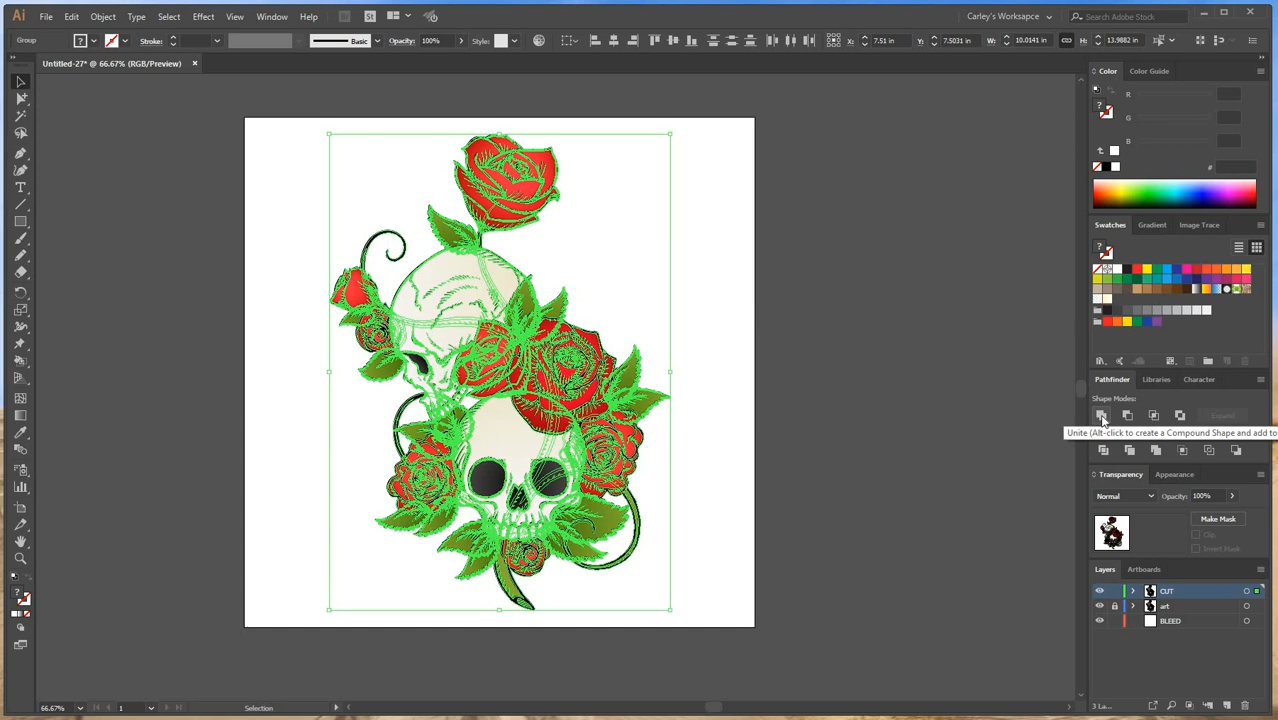 Ai File Edit Object Type Select Effect View Window Help St Carley's Worksapce Search Adobe Stock
Group ? Stroke: Basic Opacity: 100% Style: X: 7.51 in Y: 7.5031 in W: 10.0141 in H: 13.9882 in
Untitled-27* @ 66.67% (RGB/Preview) ×
Color Color Guide
R
G
B
#
Swatches Gradient Image Trace
Pathfinder Libraries Character
Shape Modes:
Expand
Unite (Alt-click to create a Compound Shape and add to
Transparency Appearance
Normal Opacity: 100%
Make Mask
Clip
Invert Mask
Layers Artboards
CUT
art
BLEED
66.67% 1 Selection 3 La...